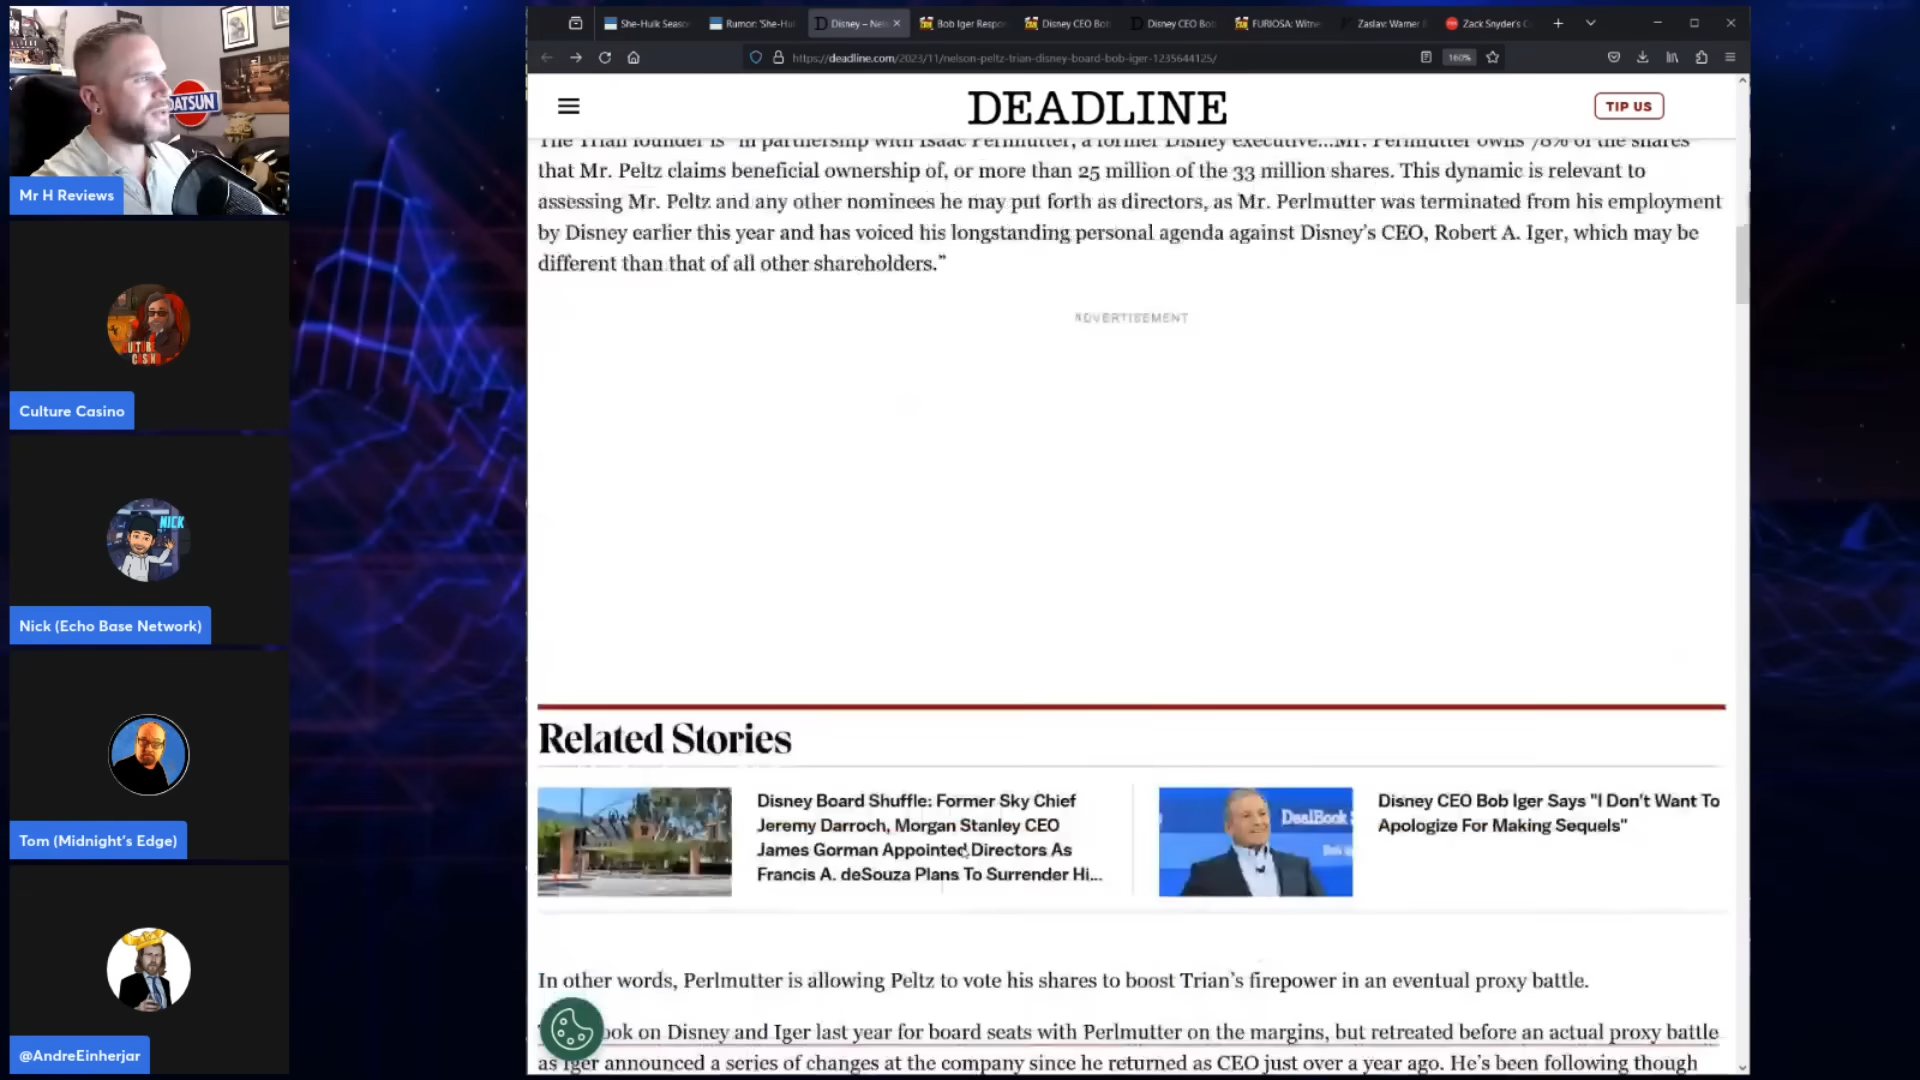 She-Hulk Seaso
Rumor: 'She-Hul
Disney – Nel
Bob Iger Respo
Disney CEO Bob
Disney CEO Bob
FURIOSA: Witne
Zaslav: Warner B
Zack Snyder's
https://deadline.com/2023/11/nelson-peltz-trian-disney-board-bob-iger-1235644125/
160%
DEADLINE
TIP US
The Trian founder is "in partnership with Isaac Perlmutter, a former Disney executive…Mr. Perlmutter owns 78% of the shares
that Mr. Peltz claims beneficial ownership of, or more than 25 million of the 33 million shares. This dynamic is relevant to
assessing Mr. Peltz and any other nominees he may put forth as directors, as Mr. Perlmutter was terminated from his employment
by Disney earlier this year and has voiced his longstanding personal agenda against Disney's CEO, Robert A. Iger, which may be
different than that of all other shareholders."
ADVERTISEMENT
Related Stories
Disney Board Shuffle: Former Sky Chief
Jeremy Darroch, Morgan Stanley CEO
James Gorman Appointed Directors As
Francis A. deSouza Plans To Surrender Hi...
DealBook
Disney CEO Bob Iger Says "I Don't Want To
Apologize For Making Sequels"
In other words, Perlmutter is allowing Peltz to vote his shares to boost Trian's firepower in an eventual proxy battle.
ook on Disney and Iger last year for board seats with Perlmutter on the margins, but retreated before an actual proxy battle
as Iger announced a series of changes at the company since he returned as CEO just over a year ago. He's been following though
DATSUN
Mr H Reviews
Culture Casino
NICK
Nick (Echo Base Network)
Tom (Midnight's Edge)
@AndreEinherjar